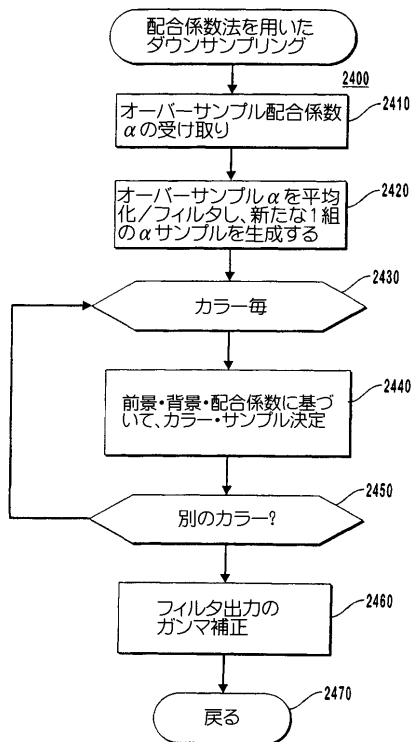 配合係数法を用いた
ダウンサンプリング
2400
オーバーサンプル配合係数
αの受け取り
2410
オーバーサンプルαを平均
化/フィルタし、新たな1組
のαサンプルを生成する
2420
カラー毎
2430
前景・背景・配合係数に基づ
いて、カラー・サンプル決定
2440
別のカラー?
2450
フィルタ出力の
ガンマ補正
2460
戻る
2470